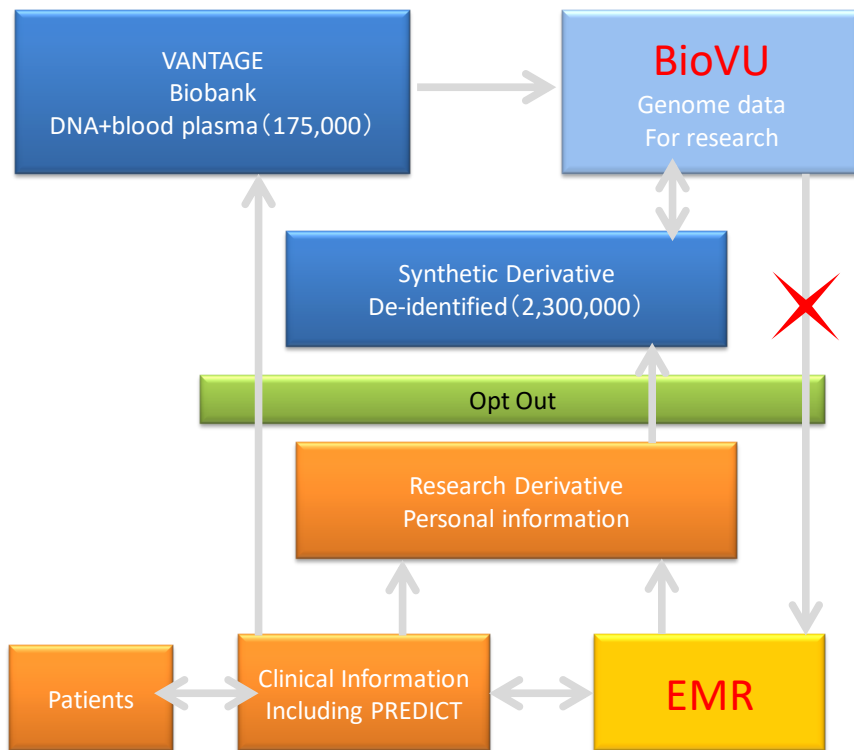 VANTAGE
Biobank
DNA+blood plasma（175,000）
BioVU
Genome data
For research
Synthetic Derivative
De-identified（2,300,000）
Opt Out
Research Derivative
Personal information
Patients
Clinical Information
Including PREDICT
EMR